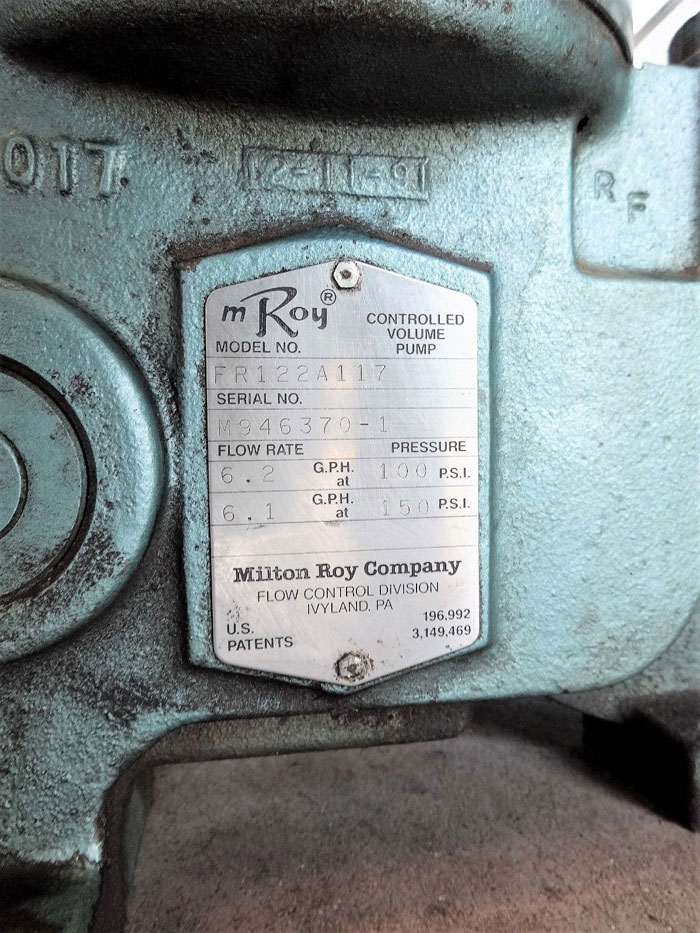 017
12-11-91
R F
mRoy®
CONTROLLED
VOLUME
PUMP
MODEL NO.
FR122A117
SERIAL NO.
M946370-1
FLOW RATE PRESSURE
6.2 G.P.H. at 100 P.S.I.
6.1 G.P.H. at 150 P.S.I.
Milton Roy Company
FLOW CONTROL DIVISION
IVYLAND, PA
U.S. PATENTS
196,992
3,149,469